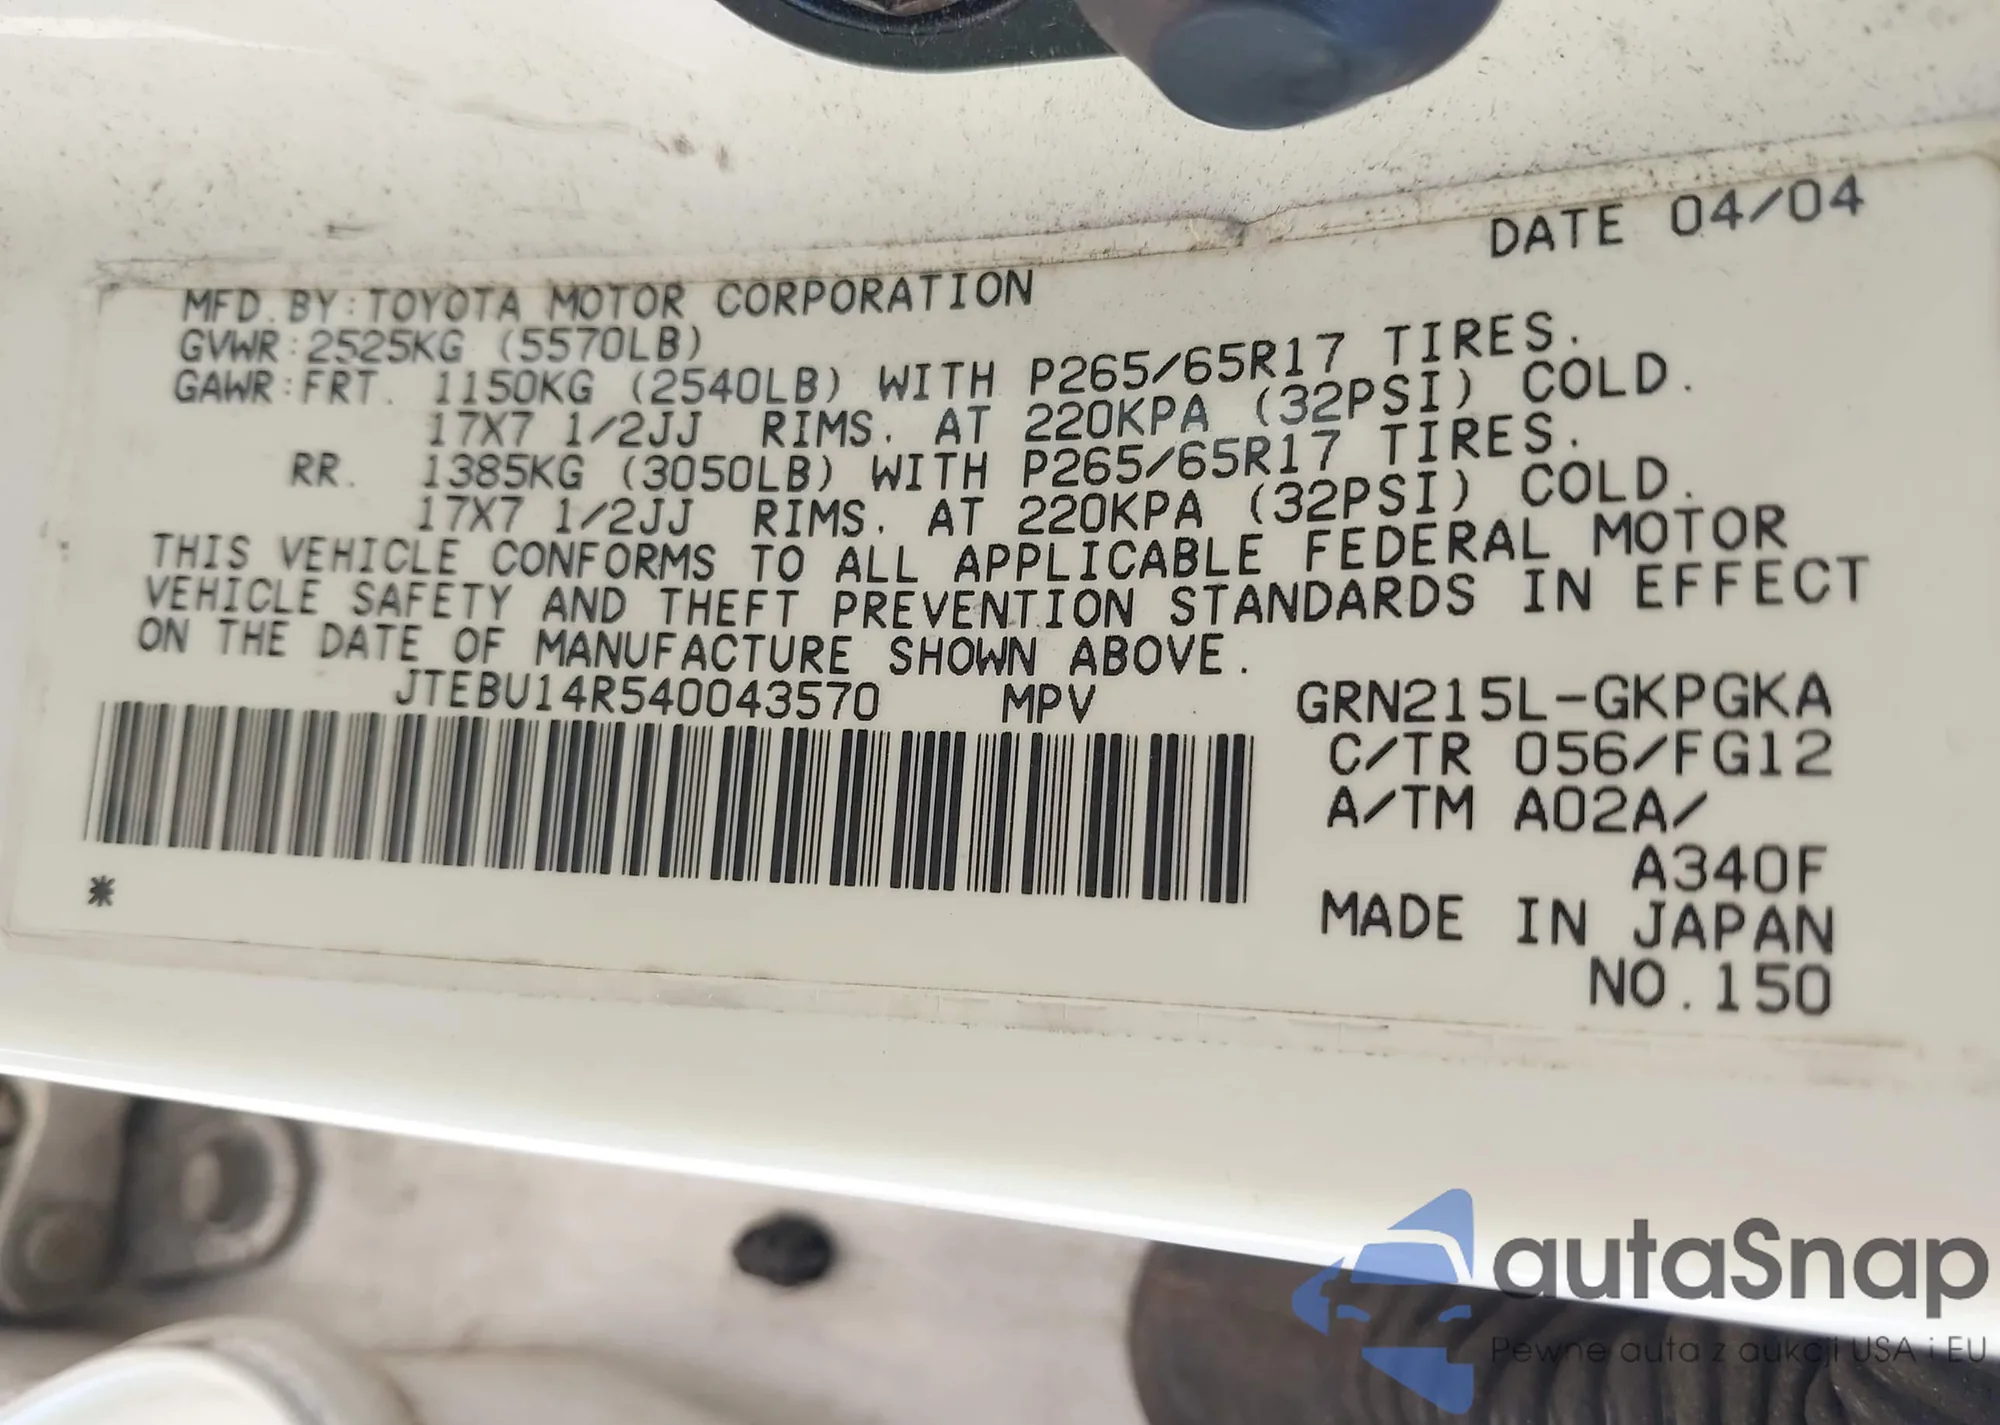 DATE 04/04
MFD.BY:TOYOTA MOTOR CORPORATION
GVWR:2525KG (5570LB)
GAWR:FRT. 1150KG (2540LB) WITH P265/65R17 TIRES.
17X7 1/2JJ RIMS. AT 220KPA (32PSI) COLD.
RR. 1385KG (3050LB) WITH P265/65R17 TIRES.
17X7 1/2JJ RIMS. AT 220KPA (32PSI) COLD.
THIS VEHICLE CONFORMS TO ALL APPLICABLE FEDERAL MOTOR
VEHICLE SAFETY AND THEFT PREVENTION STANDARDS IN EFFECT
ON THE DATE OF MANUFACTURE SHOWN ABOVE.
JTEBU14R540043570 MPV GRN215L-GKPGKA
C/TR 056/FG12
A/TM A02A/
A340F
*
MADE IN JAPAN
NO.150
autaSnap
Pewne auta z aukcji USA i EU